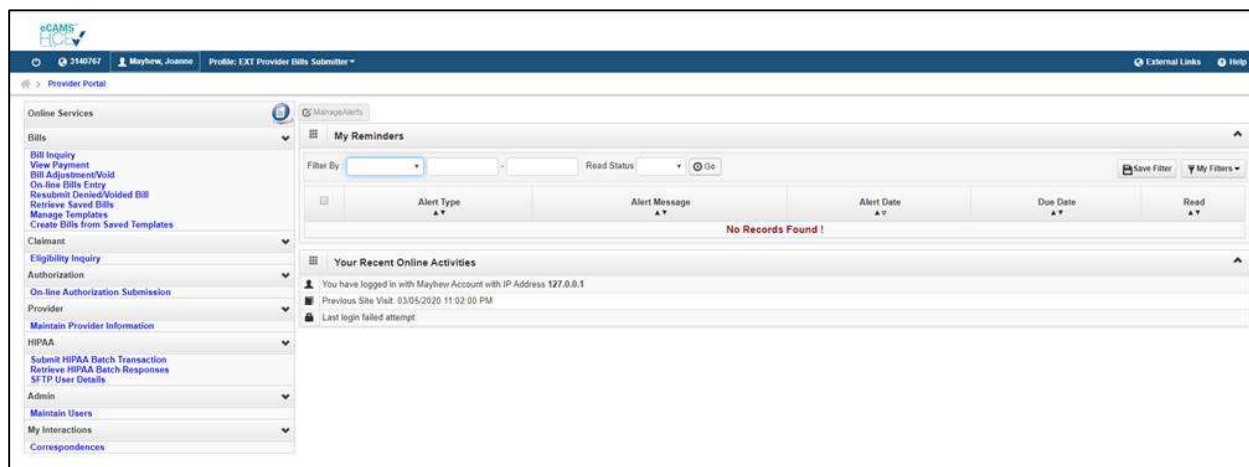 eCAMS™
HCE
3140767 Mayhew, Joanne Profile: EXT Provider Bills Submitter External Links Help
> Provider Portal
Online Services
Bills
Bill Inquiry
View Payment
Bill Adjustment/Void
On-line Bills Entry
Resubmit Denied/Voided Bill
Retrieve Saved Bills
Manage Templates
Create Bills from Saved Templates
Claimant
Eligibility Inquiry
Authorization
On-line Authorization Submission
Provider
Maintain Provider Information
HIPAA
Submit HIPAA Batch Transaction
Retrieve HIPAA Batch Responses
SFTP User Details
Admin
Maintain Users
My Interactions
Correspondences
ManageAlerts
My Reminders
Filter By : - Read Status Go Save Filter My Filters
Alert Type Alert Message Alert Date Due Date Read
No Records Found !
Your Recent Online Activities
You have logged in with Mayhew Account with IP Address 127.0.0.1
Previous Site Visit: 03/05/2020 11:02:00 PM
Last login failed attempt: